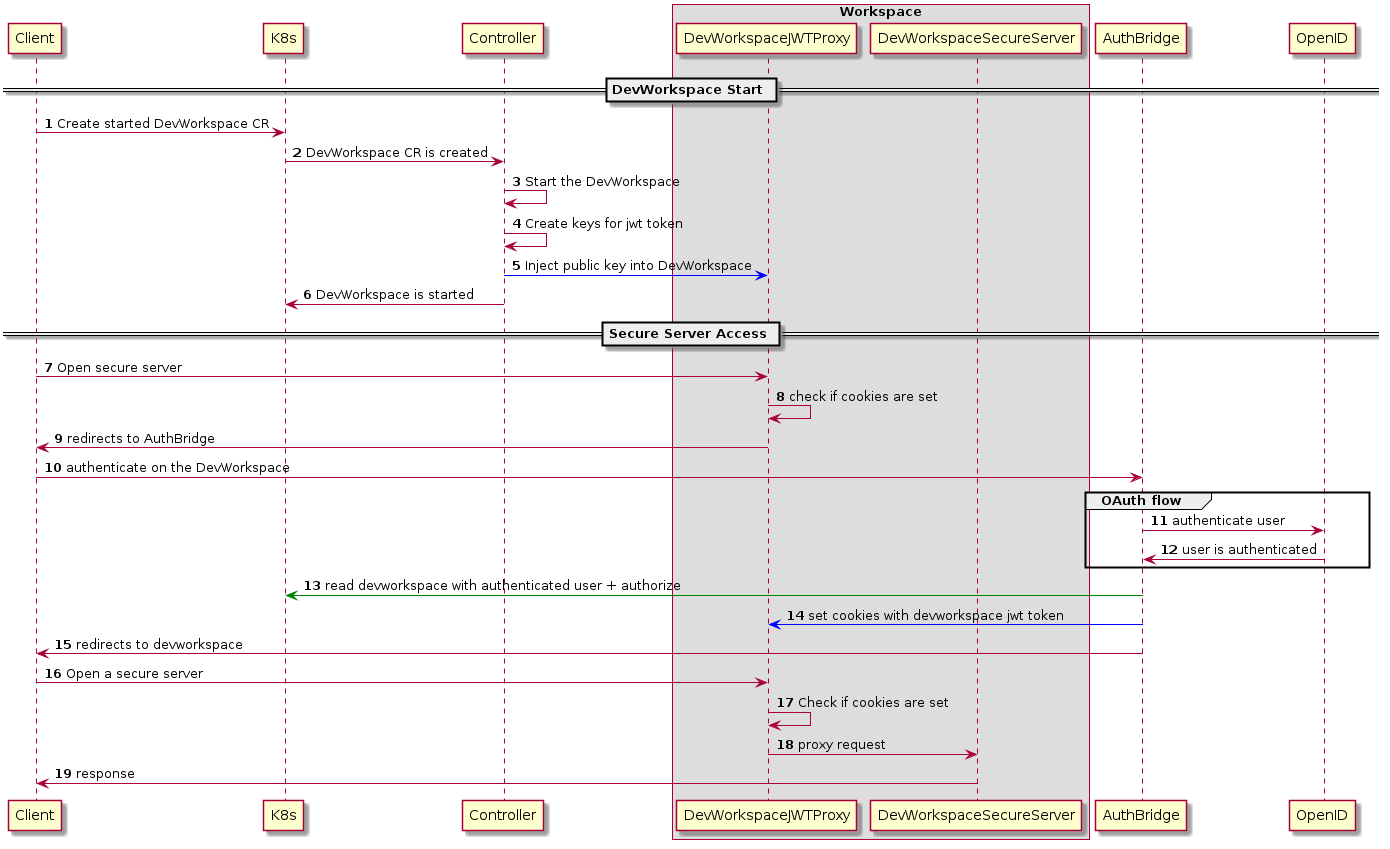 Workspace
Client K8s Controller DevWorkspaceJWTProxy DevWorkspaceSecureServer AuthBridge OpenID
DevWorkspace Start
1 Create started DevWorkspace CR
2 DevWorkspace CR is created
3 Start the DevWorkspace
4 Create keys for jwt token
5 Inject public key into DevWorkspace
6 DevWorkspace is started
Secure Server Access
7 Open secure server
8 check if cookies are set
9 redirects to AuthBridge
10 authenticate on the DevWorkspace
OAuth flow
11 authenticate user
12 user is authenticated
13 read devworkspace with authenticated user + authorize
14 set cookies with devworkspace jwt token
15 redirects to devworkspace
16 Open a secure server
17 Check if cookies are set
18 proxy request
19 response
Client K8s Controller DevWorkspaceJWTProxy DevWorkspaceSecureServer AuthBridge OpenID